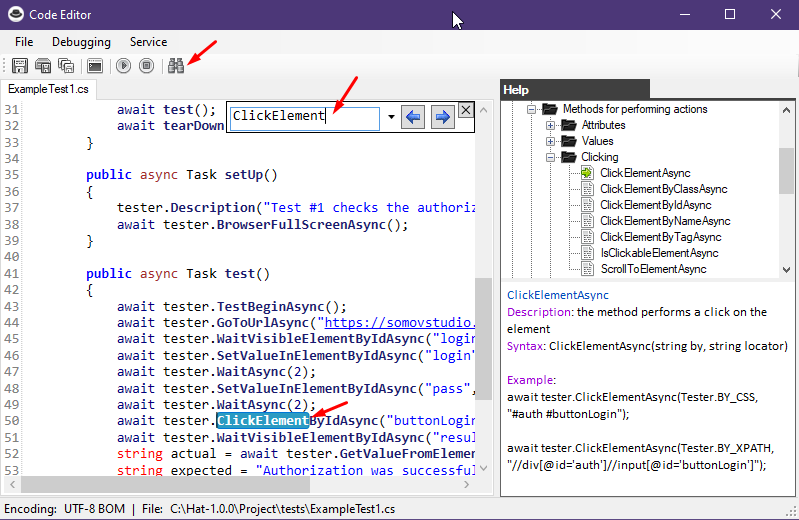 Code Editor
File Debugging Service
ExampleTest1.cs
ClickElement
31 await test();
32 await tearDown
33 }
34
35 public async Task setUp()
36 {
37 tester.Description("Test #1 checks the authoriz
38 await tester.BrowserFullScreenAsync();
39 }
40
41 public async Task test()
42 {
43 await tester.TestBeginAsync();
44 await tester.GoToUrlAsync("https://somovstudio.
45 await tester.WaitVisibleElementByIdAsync("login
46 await tester.SetValueInElementByIdAsync("login"
47 await tester.WaitAsync(2);
48 await tester.SetValueInElementByIdAsync("pass",
49 await tester.WaitAsync(2);
50 await tester.ClickElementByIdAsync("buttonLogin
51 await tester.WaitVisibleElementByIdAsync("resul
52 string actual = await tester.GetValueFromElemen
53 string expected = "Authorization was successful
Help
Methods for performing actions
Attributes
Values
Clicking
ClickElementAsync
ClickElementByClassAsync
ClickElementByIdAsync
ClickElementByNameAsync
ClickElementByTagAsync
IsClickableElementAsync
ScrollToElementAsync
ClickElementAsync
Description: the method performs a click on the
element
Syntax: ClickElementAsync(string by, string locator)
Example:
await tester.ClickElementAsync(Tester.BY_CSS,
"#auth #buttonLogin");
await tester.ClickElementAsync(Tester.BY_XPATH,
"//div[@id='auth']//input[@id='buttonLogin']");
Encoding: UTF-8 BOM | File: C:\Hat-1.0.0\Project\tests\ExampleTest1.cs